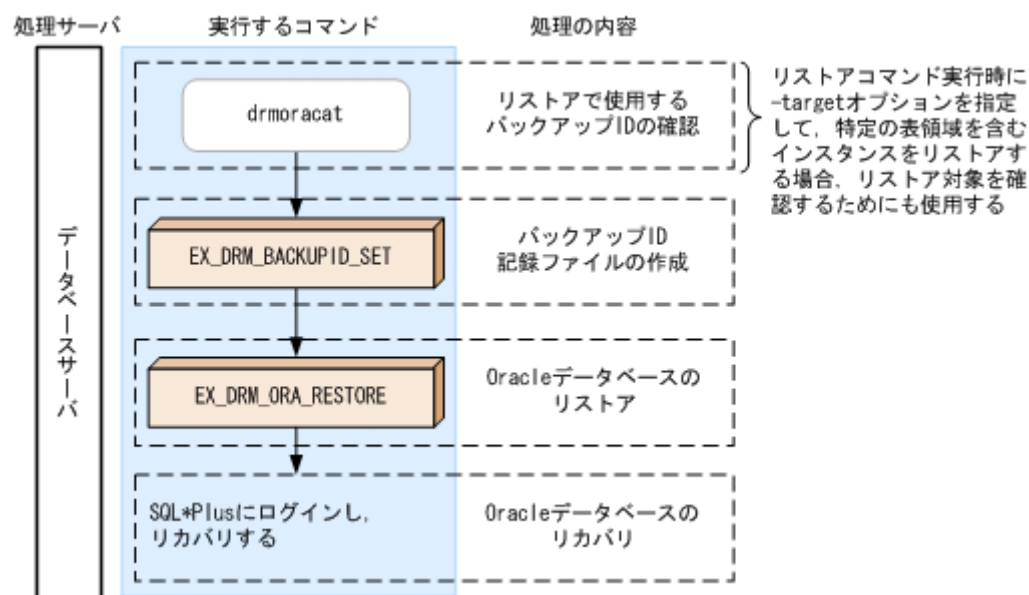 処理サーバ
実行するコマンド
処理の内容
データベースサーバ
drmoracat
リストアで使用する
バックアップIDの確認
リストアコマンド実行時に
-targetオプションを指定
して，特定の表領域を含む
インスタンスをリストアす
る場合，リストア対象を確
認するためにも使用する
EX_DRM_BACKUPID_SET
バックアップID
記録ファイルの作成
EX_DRM_ORA_RESTORE
Oracleデータベースの
リストア
SQL*Plusにログインし，
リカバリする
Oracleデータベースの
リカバリ